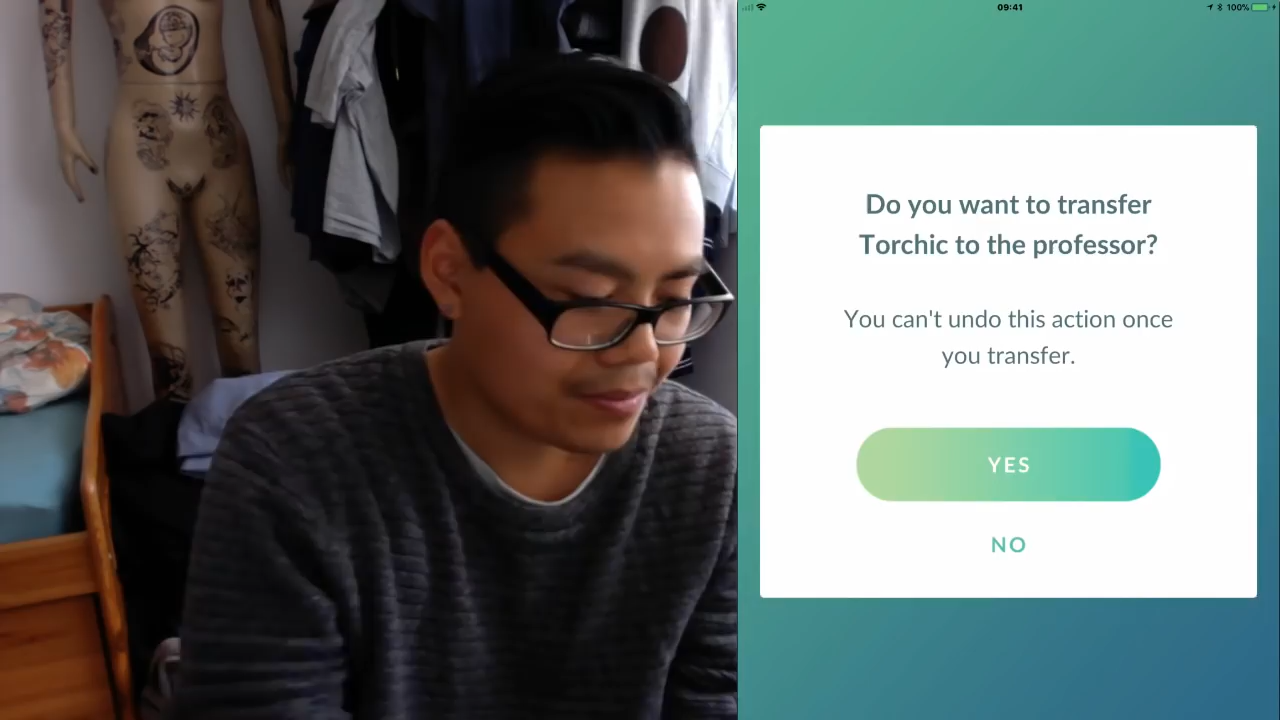 09:41
100%
Do you want to transfer
Torchic to the professor?
You can't undo this action once
you transfer.
YES
NO